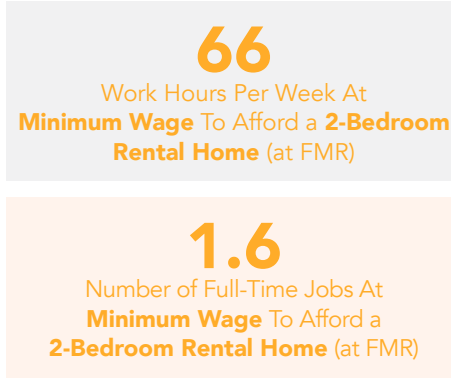 66
Work Hours Per Week At
Minimum Wage To Afford a 2-Bedroom
Rental Home (at FMR)
1.6
Number of Full-Time Jobs At
Minimum Wage To Afford a
2-Bedroom Rental Home (at FMR)